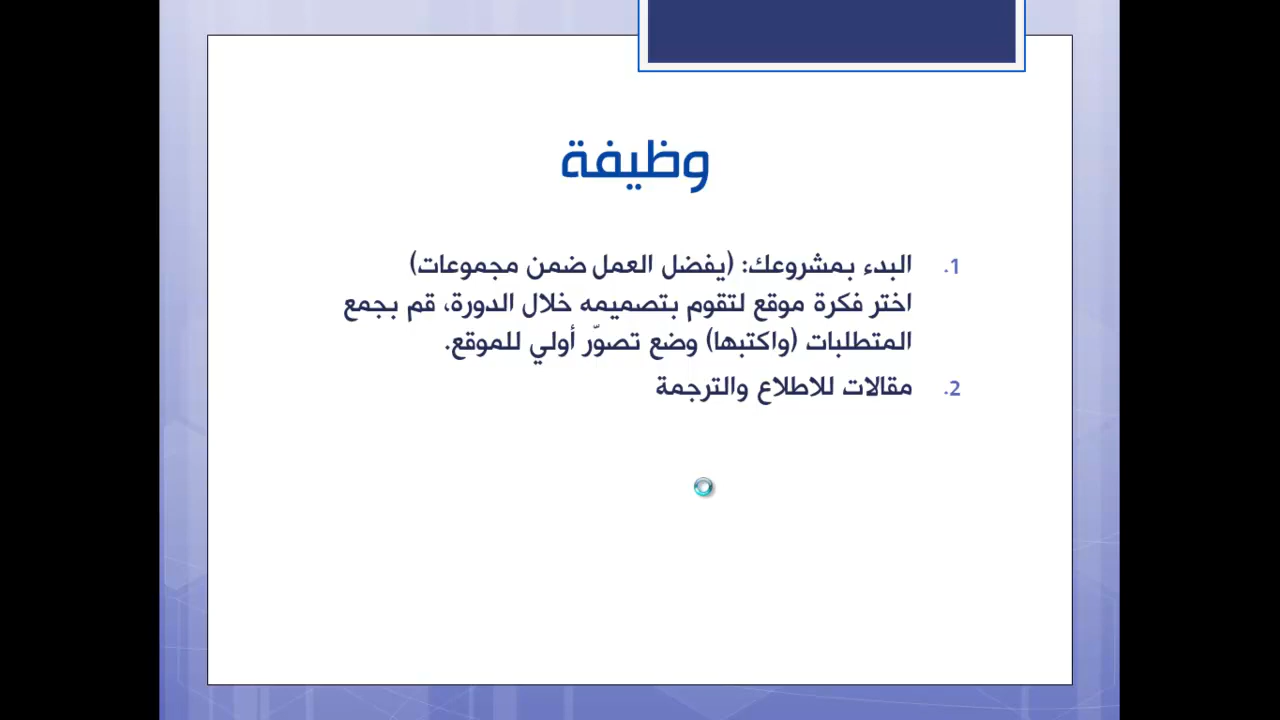 وظيفة
1. البدء بمشروعك: (يفضل العمل ضمن مجموعات)
اختر فكرة موقع لتقوم بتصميمه خلال الدورة، قم بجمع
المتطلبات (واكتبها) وضع تصوّر أولي للموقع.
2. مقالات للاطلاع والترجمة